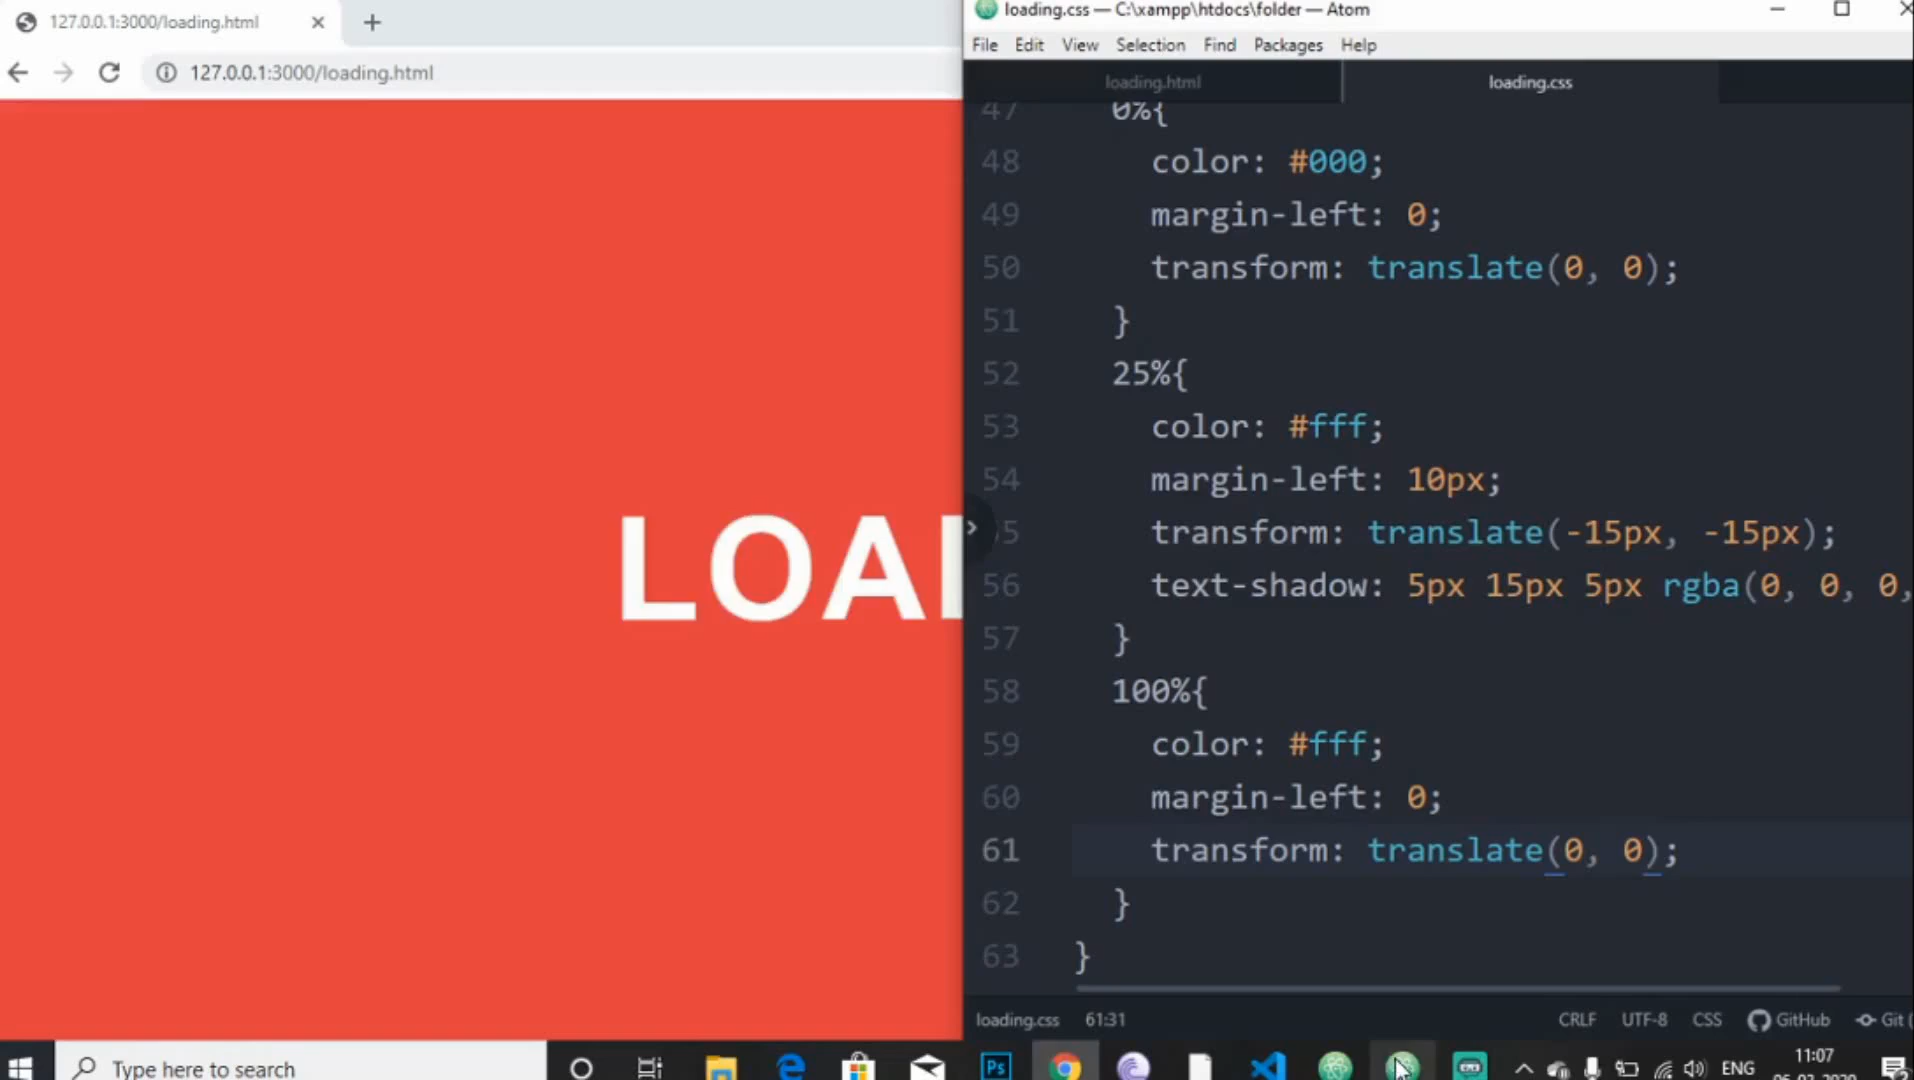 127.0.0.1:3000/loading.html
127.0.0.1:3000/loading.html
LOA
loading.css — C:\xampp\htdocs\folder — Atom
File Edit View Selection Find Packages Help
loading.html loading.css
47 0%{
48 color: #000;
49 margin-left: 0;
50 transform: translate(0, 0);
51 }
52 25%{
53 color: #fff;
54 margin-left: 10px;
55 transform: translate(-15px, -15px);
56 text-shadow: 5px 15px 5px rgba(0, 0, 0,
57 }
58 100%{
59 color: #fff;
60 margin-left: 0;
61 transform: translate(0, 0);
62 }
63 }
loading.css 61:31 CRLF UTF-8 CSS GitHub Git (
Type here to search
Ps
ENG
11:07